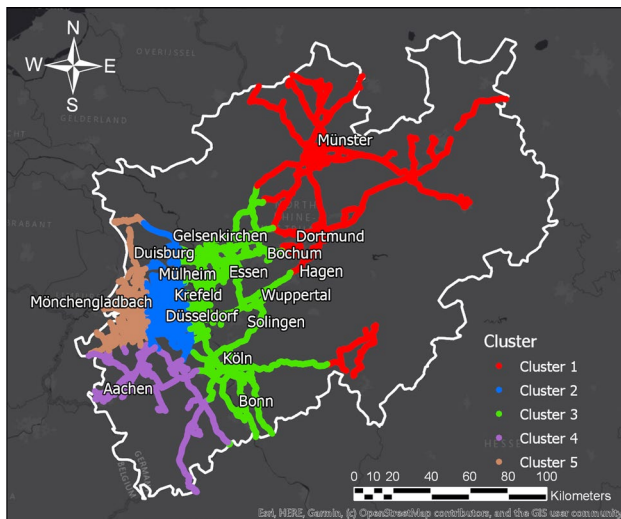 N
W E
S
OVERIJSSEL
GELDERLAND
Münster
Gelsenkirchen
Dortmund
Duisburg
Bochum
Mülheim
Essen
Hagen
Mönchengladbach
Krefeld
Wuppertal
Düsseldorf
Solingen
Köln
Aachen
Bonn
GERMANY
BELGIUM
Cluster
Cluster 1
Cluster 2
Cluster 3
Cluster 4
Cluster 5
0 10 20 40 60 80 100
Kilometers
Esri, HERE, Garmin, (c) OpenStreetMap contributors, and the GIS user community